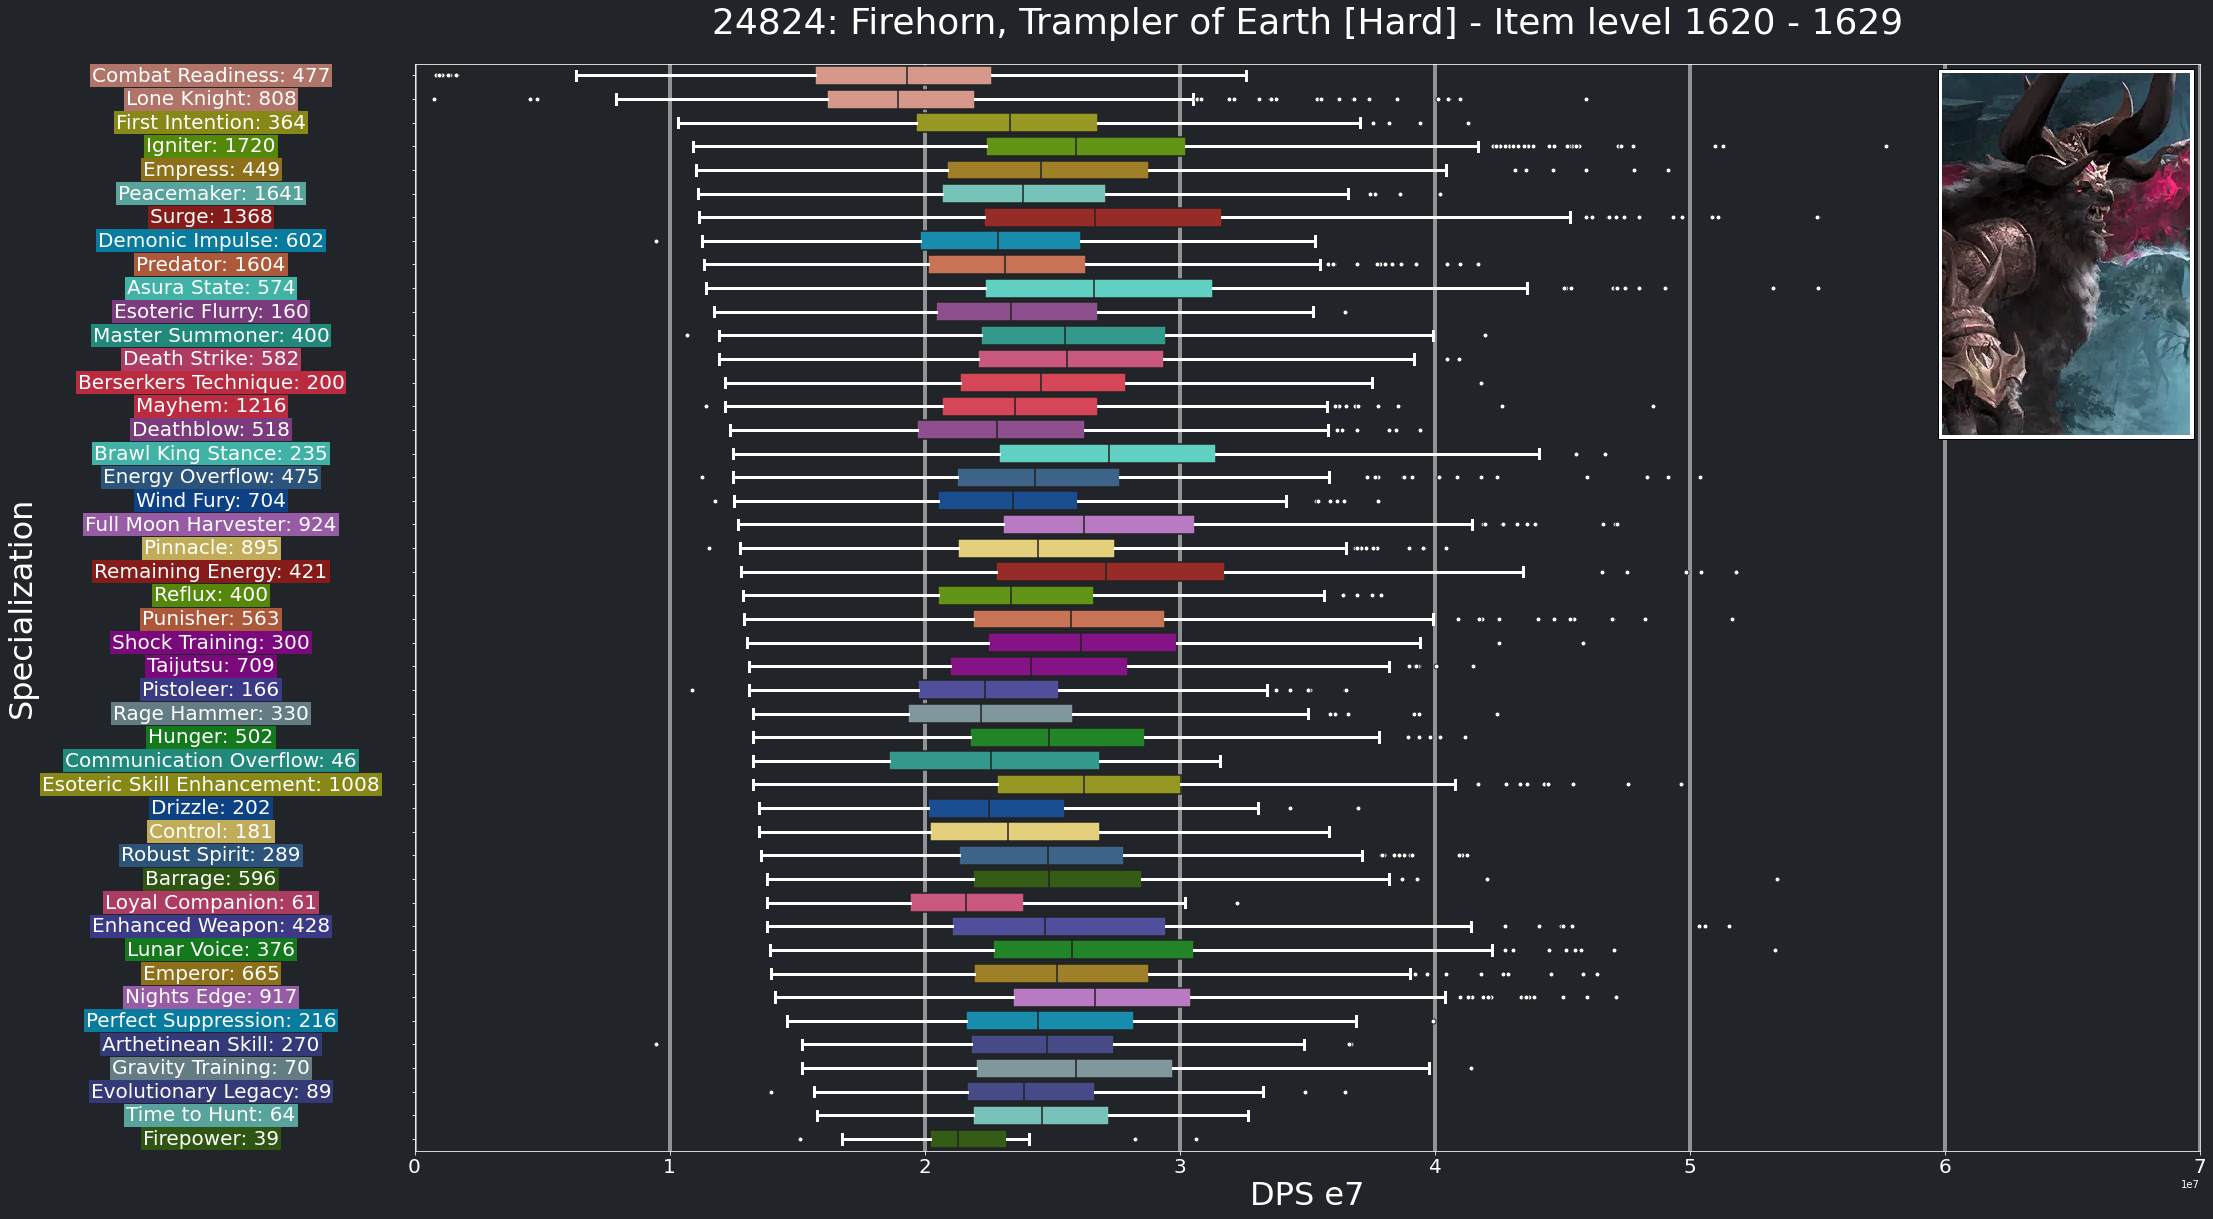 24824: Firehorn, Trampler of Earth [Hard] - Item level 1620 - 1629
Combat Readiness: 477
Lone Knight: 808
First Intention: 364
Igniter: 1720
Empress: 449
Peacemaker: 1641
Surge: 1368
Demonic Impulse: 602
Predator: 1604
Asura State: 574
Esoteric Flurry: 160
Master Summoner: 400
Death Strike: 582
Berserkers Technique: 200
Mayhem: 1216
Deathblow: 518
Brawl King Stance: 235
Energy Overflow: 475
Wind Fury: 704
Full Moon Harvester: 924
Pinnacle: 895
Remaining Energy: 421
Reflux: 400
Punisher: 563
Shock Training: 300
Taijutsu: 709
Pistoleer: 166
Rage Hammer: 330
Hunger: 502
Communication Overflow: 46
Esoteric Skill Enhancement: 1008
Drizzle: 202
Control: 181
Robust Spirit: 289
Barrage: 596
Loyal Companion: 61
Enhanced Weapon: 428
Lunar Voice: 376
Emperor: 665
Nights Edge: 917
Perfect Suppression: 216
Arthetinean Skill: 270
Gravity Training: 70
Evolutionary Legacy: 89
Time to Hunt: 64
Firepower: 39
Specialization
0 1 2 3 4 5 6 7
1e7
DPS e7